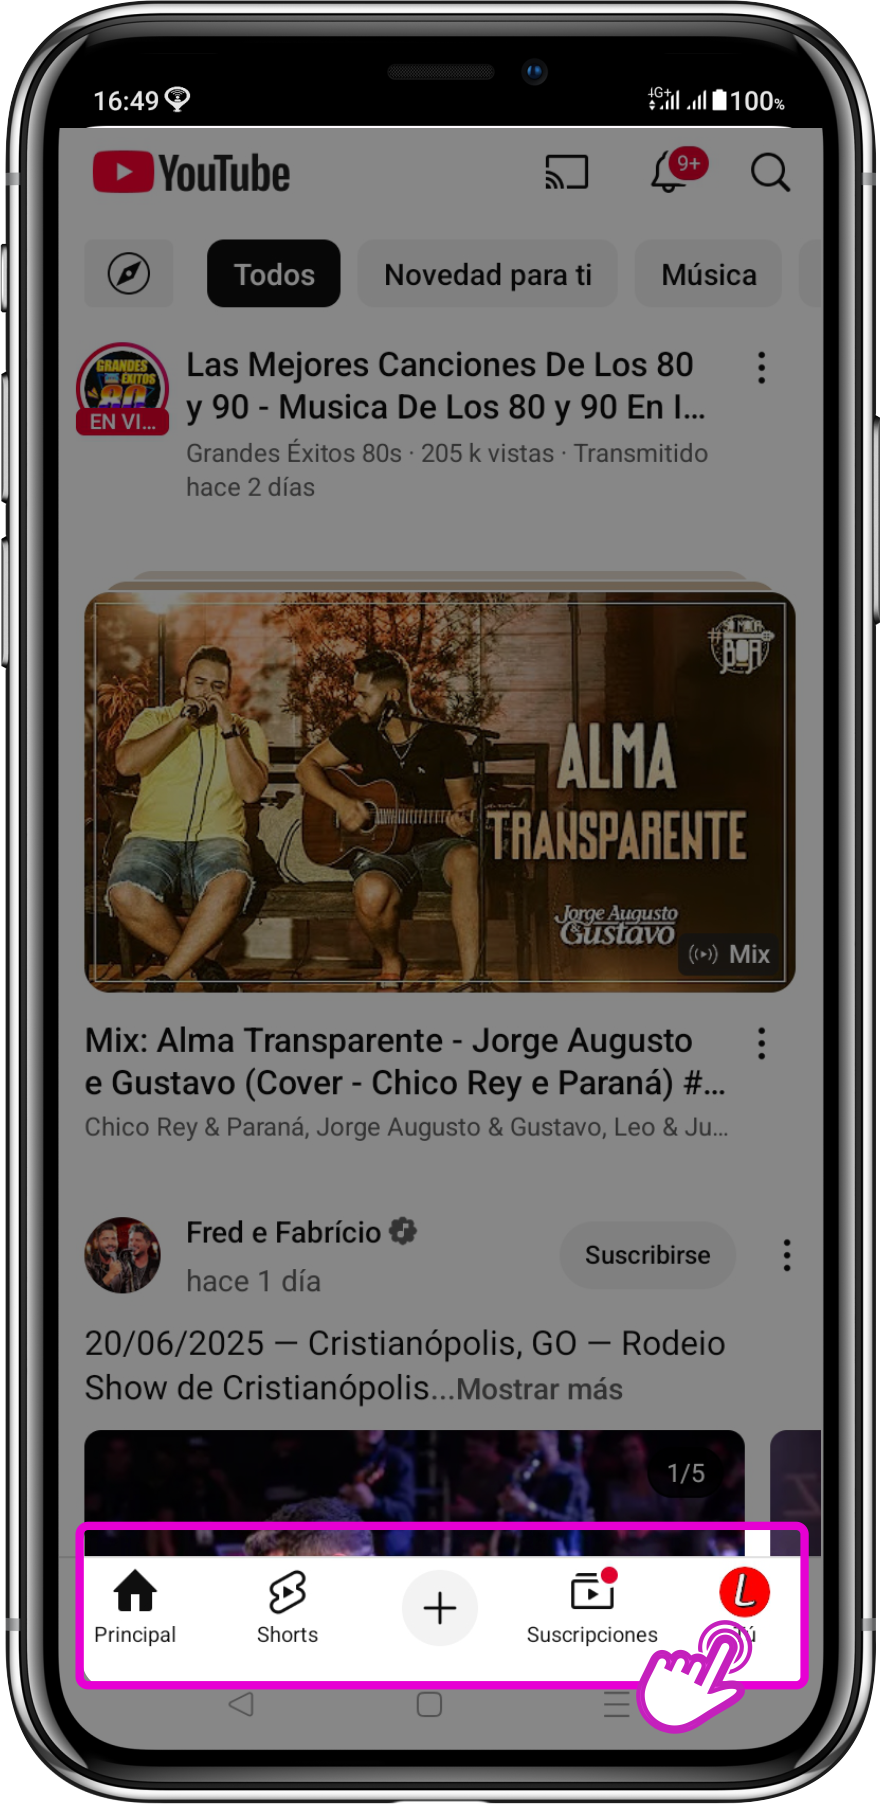 16:49
4G+
100%
YouTube
9+
Todos
Novedad para ti
Música
GRANDES
ÉXITOS
80
EN VI...
Las Mejores Canciones De Los 80
y 90 - Musica De Los 80 y 90 En I...
Grandes Éxitos 80s · 205 k vistas · Transmitido
hace 2 días
BOA
ALMA
TRANSPARENTE
Jorge Augusto
& Gustavo
Mix
Mix: Alma Transparente - Jorge Augusto
e Gustavo (Cover - Chico Rey e Paraná) #...
Chico Rey & Paraná, Jorge Augusto & Gustavo, Leo & Ju...
Fred e Fabrício
hace 1 día
Suscribirse
20/06/2025 — Cristianópolis, GO — Rodeio
Show de Cristianópolis...Mostrar más
1/5
Principal
Shorts
Suscripciones
L
Tú